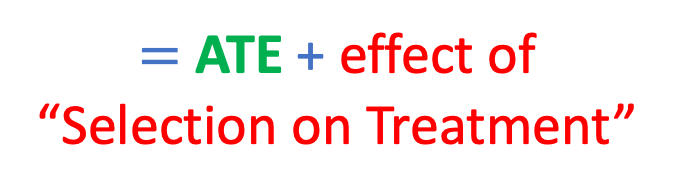 = ATE + effect of
“Selection on Treatment”